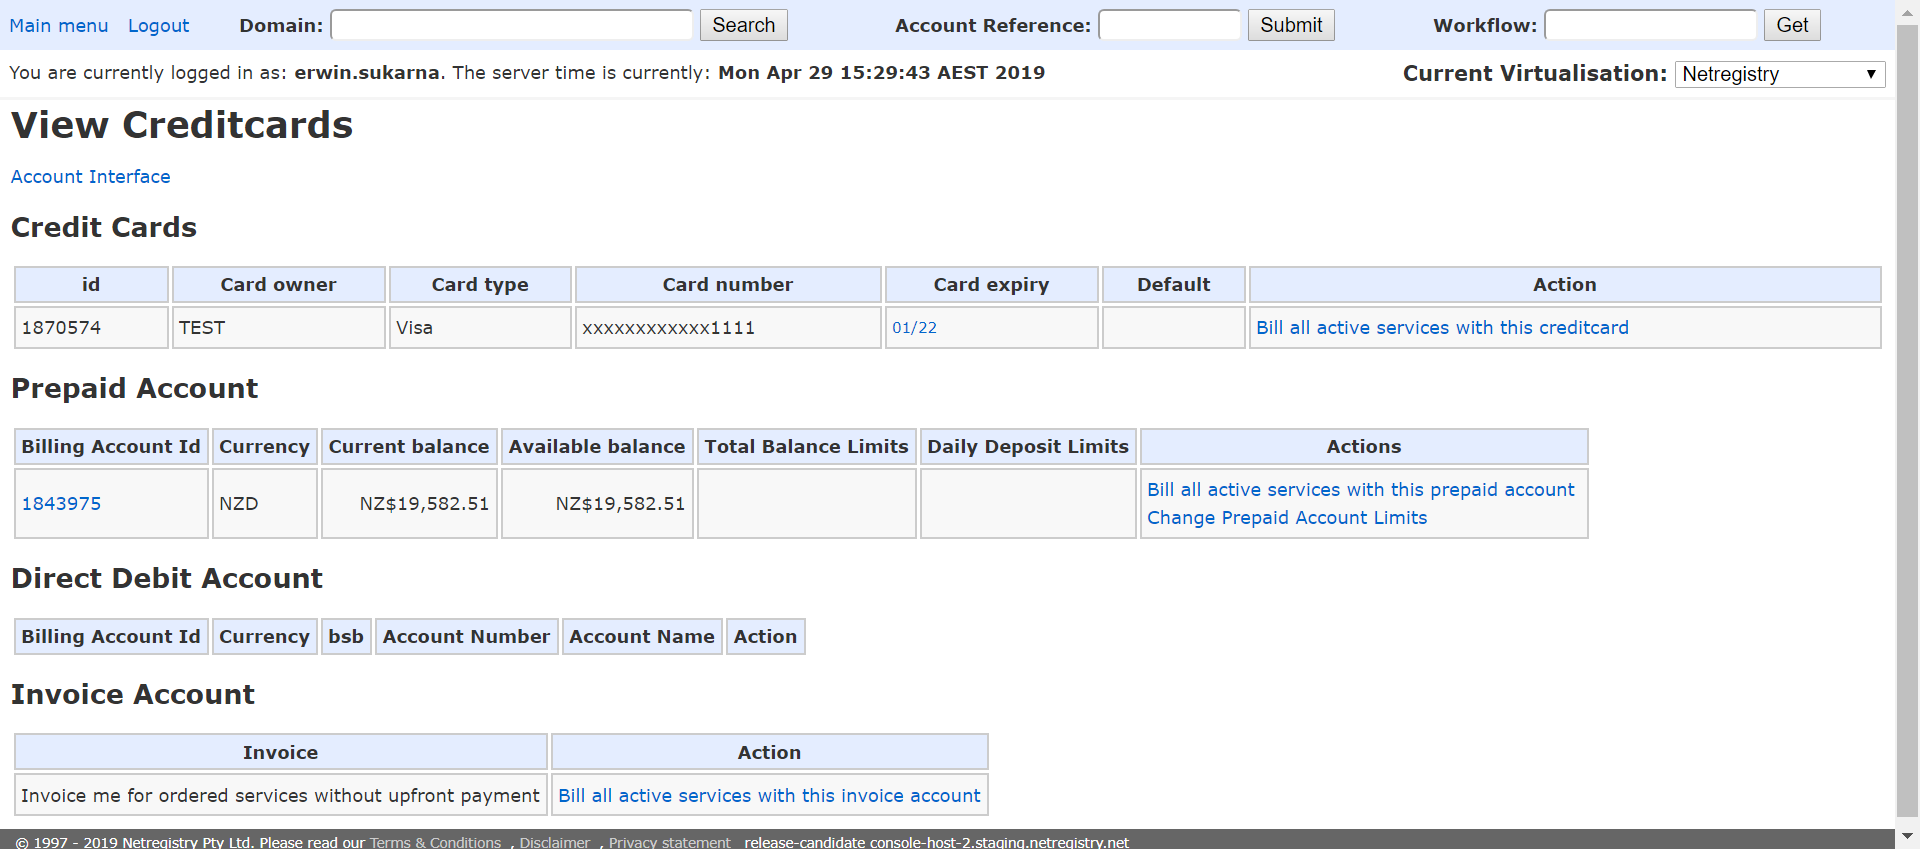 Main menu Logout Domain: Search Account Reference: Submit Workflow: Get
You are currently logged in as: erwin.sukarna. The server time is currently: Mon Apr 29 15:29:43 AEST 2019 Current Virtualisation: Netregistry
View Creditcards
Account Interface
Credit Cards
id Card owner Card type Card number Card expiry Default Action
1870574 TEST Visa xxxxxxxxxxxx1111 01/22 Bill all active services with this creditcard
Prepaid Account
Billing Account Id Currency Current balance Available balance Total Balance Limits Daily Deposit Limits Actions
1843975 NZD NZ$19,582.51 NZ$19,582.51 Bill all active services with this prepaid account
Change Prepaid Account Limits
Direct Debit Account
Billing Account Id Currency bsb Account Number Account Name Action
Invoice Account
Invoice Action
Invoice me for ordered services without upfront payment Bill all active services with this invoice account
© 1997 - 2019 Netregistry Pty Ltd. Please read our Terms & Conditions , Disclaimer , Privacy statement release-candidate console-host-2.staging.netregistry.net